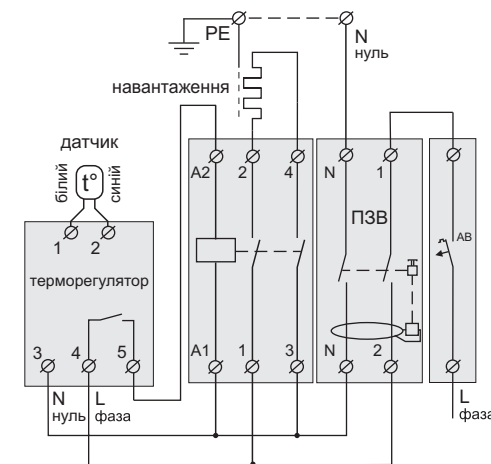 PE
N
нуль
навантаження
датчик
білий
t°
синій
A2
2
4
N
1
ПЗВ
АВ
1
2
терморегулятор
3
4
5
A1
1
3
N
2
N
нуль
L
фаза
L
фаза